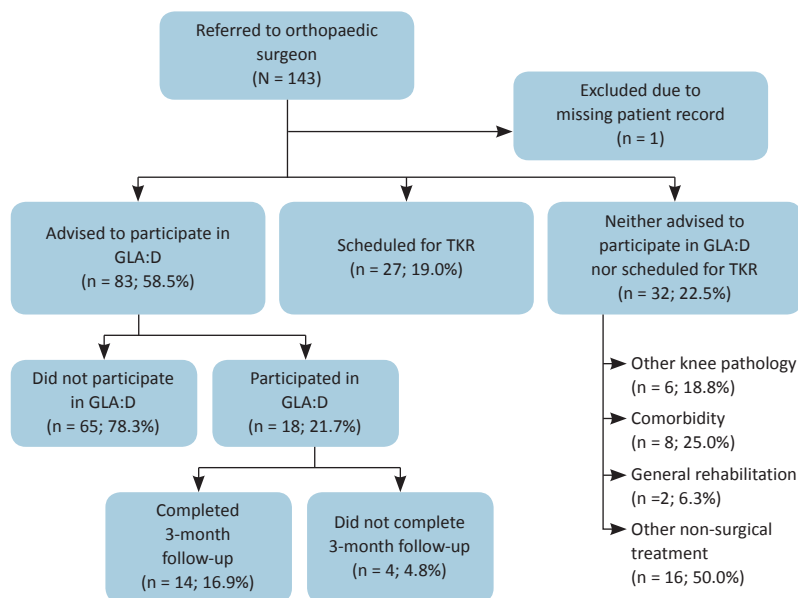 Referred to orthopaedic
surgeon
(N = 143)
Excluded due to
missing patient record
(n = 1)
Advised to participate in
GLA:D
(n = 83; 58.5%)
Scheduled for TKR
(n = 27; 19.0%)
Neither advised to
participate in GLA:D
nor scheduled for TKR
(n = 32; 22.5%)
Did not participate
in GLA:D
(n = 65; 78.3%)
Participated in
GLA:D
(n = 18; 21.7%)
Other knee pathology
(n = 6; 18.8%)
Comorbidity
(n = 8; 25.0%)
General rehabilitation
(n =2; 6.3%)
Other non-surgical
treatment
(n = 16; 50.0%)
Completed
3-month
follow-up
(n = 14; 16.9%)
Did not complete
3-month follow-up
(n = 4; 4.8%)